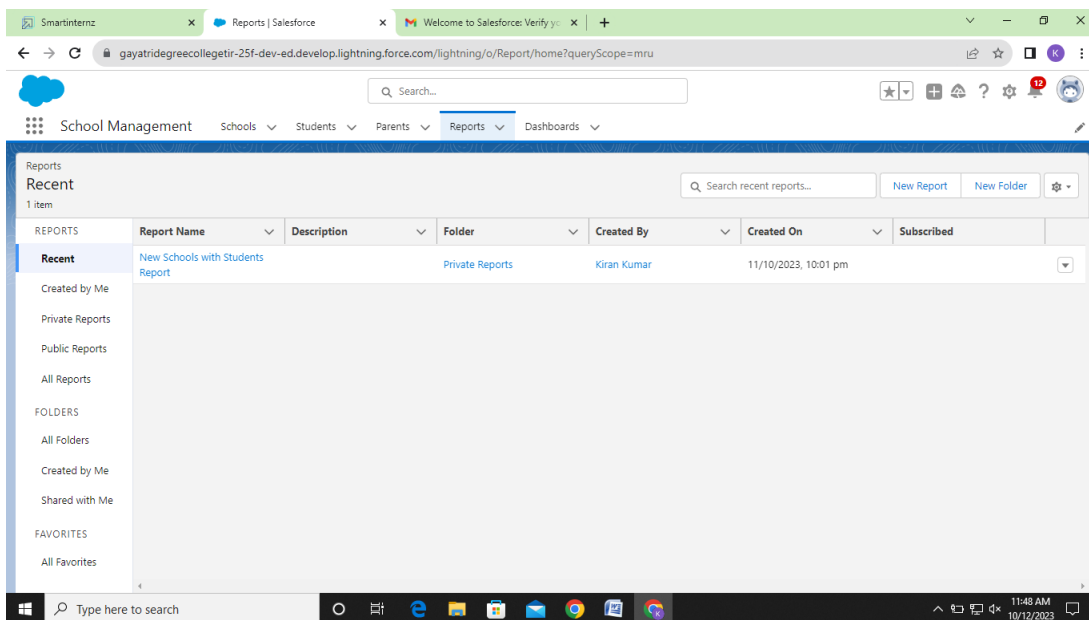 Smartinternz
Reports | Salesforce
Welcome to Salesforce: Verify yo
gayatridegreecollegetir-25f-dev-ed.develop.lightning.force.com/lightning/o/Report/home?queryScope=mru
K
Search...
12
School Management Schools Students Parents Reports Dashboards
Reports
Recent
1 item
Search recent reports...
New Report New Folder
REPORTS
Report Name Description Folder Created By Created On Subscribed
Recent
New Schools with Students
Report
Private Reports Kiran Kumar 11/10/2023, 10:01 pm
Created by Me
Private Reports
Public Reports
All Reports
FOLDERS
All Folders
Created by Me
Shared with Me
FAVORITES
All Favorites
Type here to search
K
11:48 AM
10/12/2023